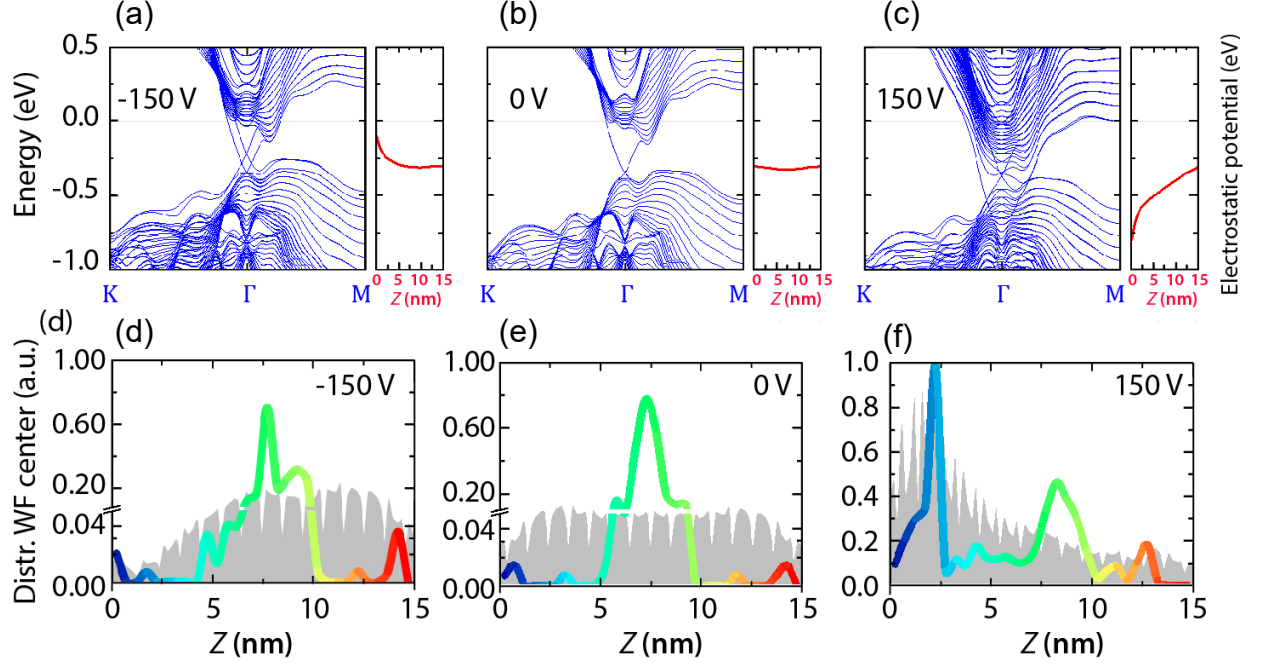 (a)
(b)
(c)
Energy (eV)
0.5
0.0
-0.5
-1.0
-150 V
0 V
150 V
K
Γ
M
0 5 10 15
Z (nm)
K
Γ
M
0 5 10 15
Z (nm)
K
Γ
M
0 5 10 15
Z (nm)
Electrostatic potential (eV)
(d)
(d)
(e)
(f)
Distr. WF center (a.u.)
1.00
0.60
0.20
0.04
0.00
-150 V
0
5
10
15
Z (nm)
1.00
0.60
0.20
0.04
0.00
0 V
0
5
10
15
Z (nm)
1.0
0.8
0.6
0.4
0.2
0.0
150 V
0
5
10
15
Z (nm)